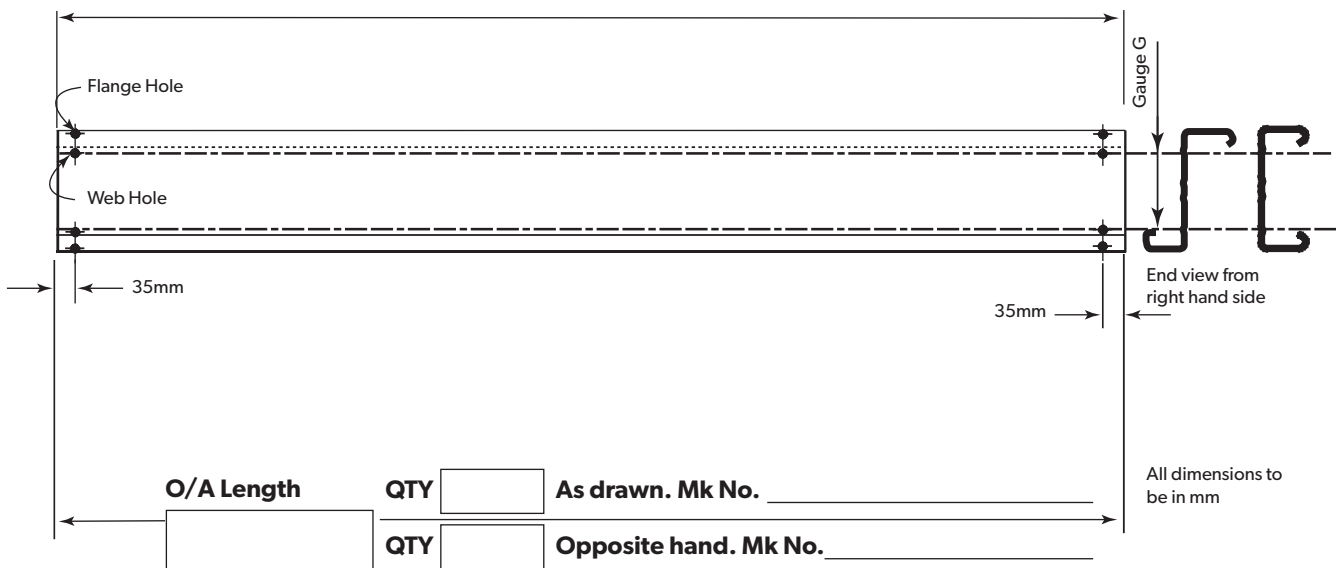 Gauge G
Flange Hole
Web Hole
35mm
End view from
right hand side
35mm
All dimensions to
be in mm
O/A Length QTY As drawn. Mk No.
QTY Opposite hand. Mk No.